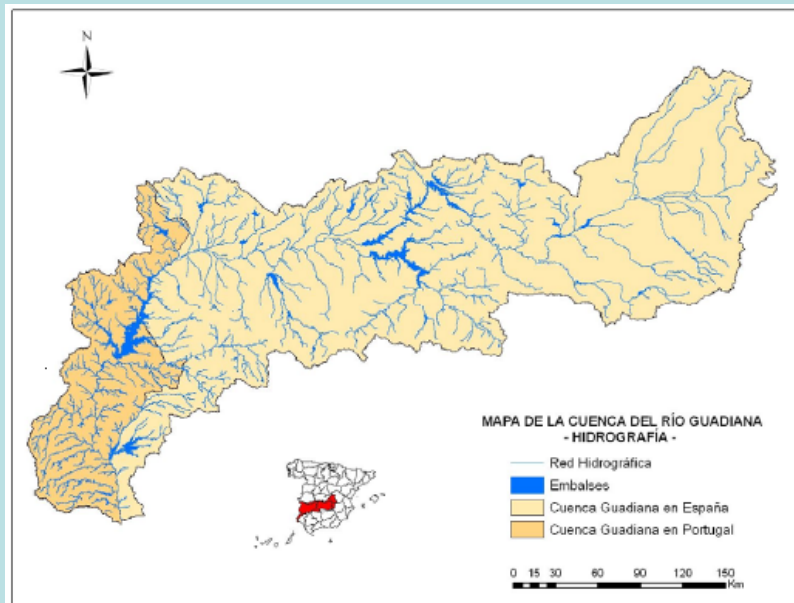 N
MAPA DE LA CUENCA DEL RÍO GUADIANA
- HIDROGRAFÍA -
Red Hidrográfica
Embalses
Cuenca Guadiana en España
Cuenca Guadiana en Portugal
0 15 30 60 90 120 150
Km